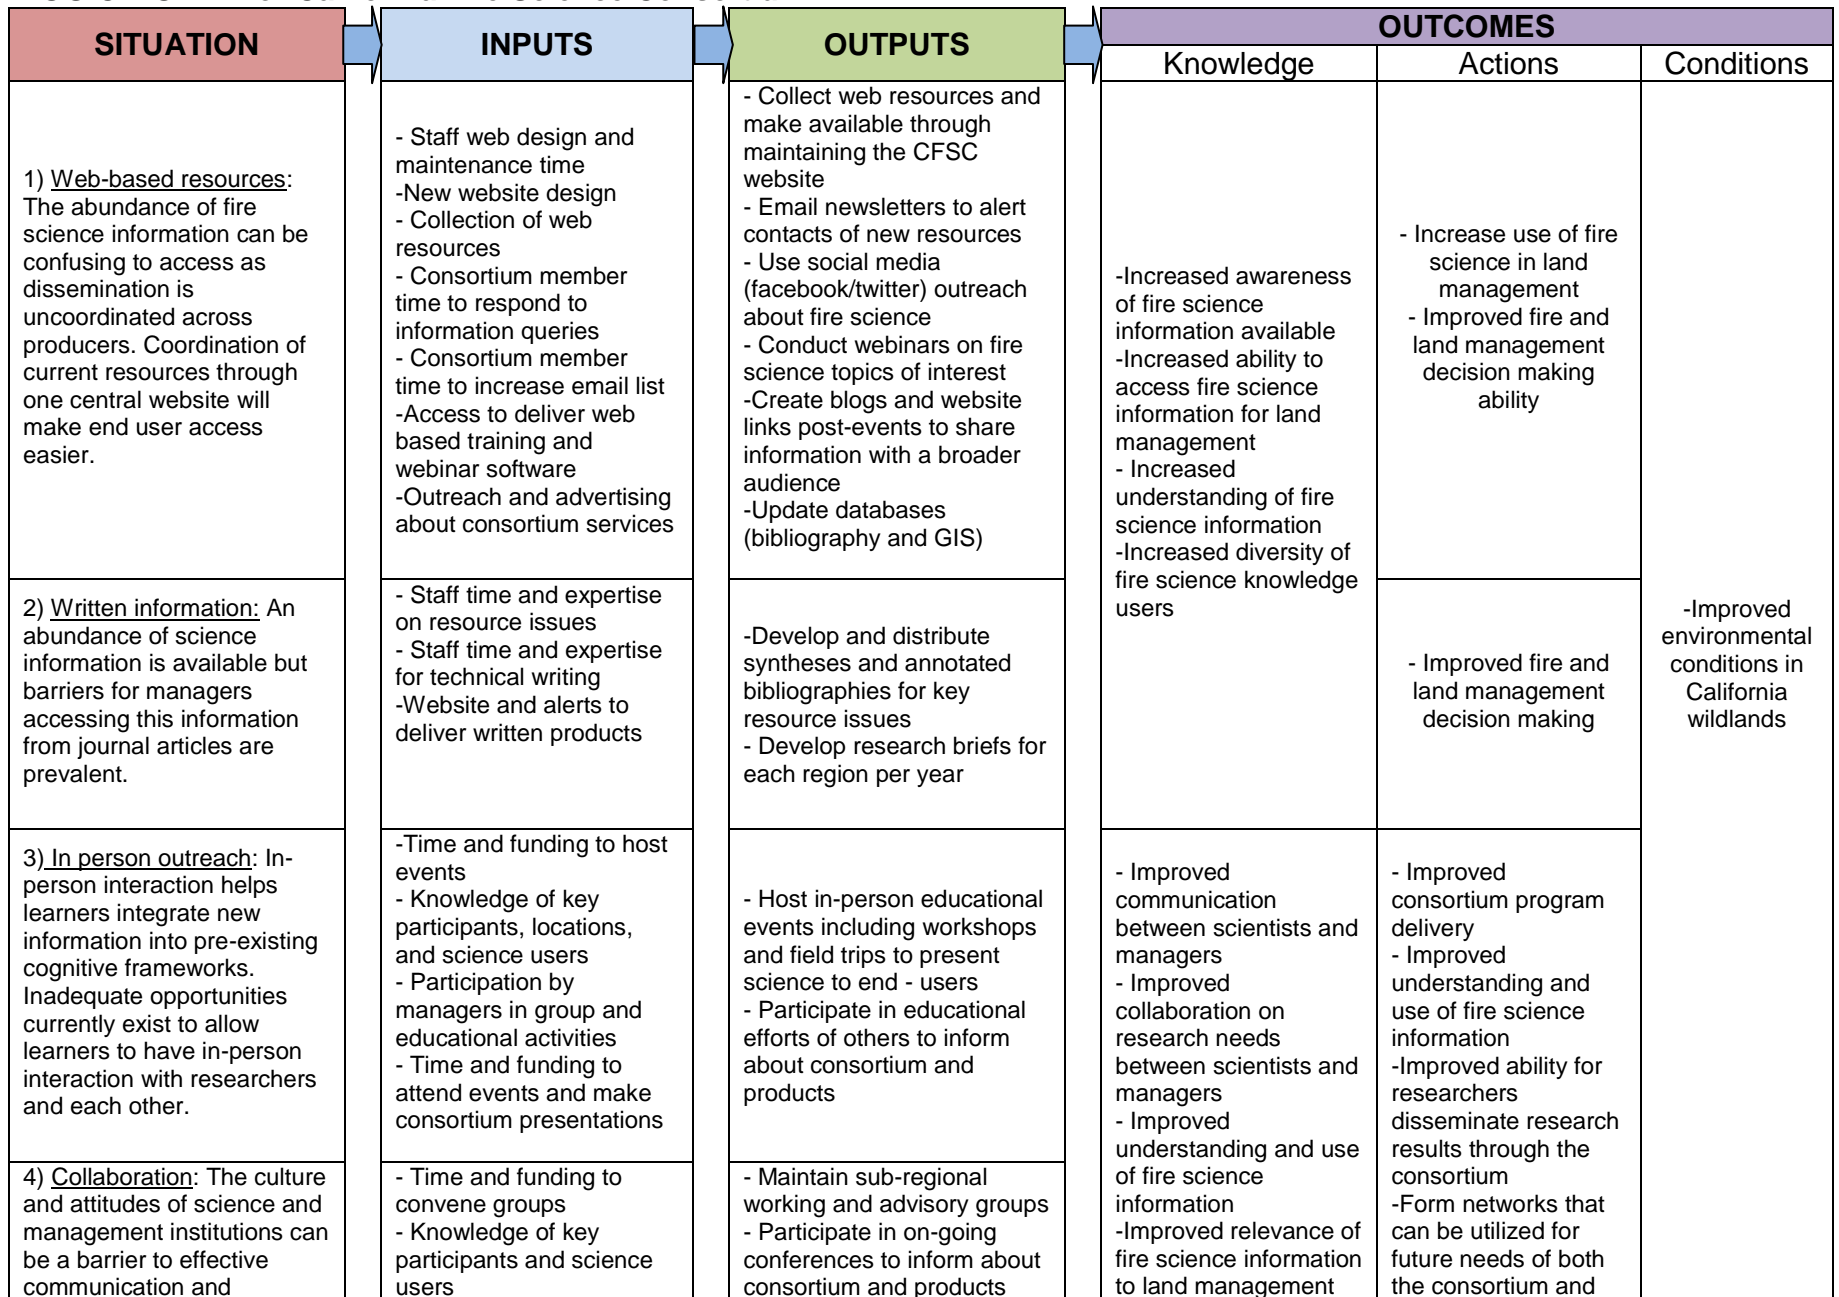 SITUATION
INPUTS
OUTPUTS
OUTCOMES
Knowledge
Actions
Conditions
1) Web-based resources:
The abundance of fire
science information can be
confusing to access as
dissemination is
uncoordinated across
producers. Coordination of
current resources through
one central website will
make end user access
easier.
- Staff web design and
maintenance time
-New website design
- Collection of web
resources
- Consortium member
time to respond to
information queries
- Consortium member
time to increase email list
-Access to deliver web
based training and
webinar software
-Outreach and advertising
about consortium services
- Collect web resources and
make available through
maintaining the CFSC
website
- Email newsletters to alert
contacts of new resources
- Use social media
(facebook/twitter) outreach
about fire science
- Conduct webinars on fire
science topics of interest
-Create blogs and website
links post-events to share
information with a broader
audience
-Update databases
(bibliography and GIS)
-Increased awareness
of fire science
information available
-Increased ability to
access fire science
information for land
management
- Increased
understanding of fire
science information
-Increased diversity of
fire science knowledge
users
- Increase use of fire
science in land
management
- Improved fire and
land management
decision making
ability
-Improved
environmental
conditions in
California
wildlands
2) Written information: An
abundance of science
information is available but
barriers for managers
accessing this information
from journal articles are
prevalent.
- Staff time and expertise
on resource issues
- Staff time and expertise
for technical writing
-Website and alerts to
deliver written products
-Develop and distribute
syntheses and annotated
bibliographies for key
resource issues
- Develop research briefs for
each region per year
- Improved fire and
land management
decision making
3) In person outreach: In-
person interaction helps
learners integrate new
information into pre-existing
cognitive frameworks.
Inadequate opportunities
currently exist to allow
learners to have in-person
interaction with researchers
and each other.
-Time and funding to host
events
- Knowledge of key
participants, locations,
and science users
- Participation by
managers in group and
educational activities
- Time and funding to
attend events and make
consortium presentations
- Host in-person educational
events including workshops
and field trips to present
science to end - users
- Participate in educational
efforts of others to inform
about consortium and
products
- Improved
communication
between scientists and
managers
- Improved
collaboration on
research needs
between scientists and
managers
- Improved
understanding and use
of fire science
information
-Improved relevance of
fire science information
to land management
- Improved
consortium program
delivery
- Improved
understanding and
use of fire science
information
-Improved ability for
researchers
disseminate research
results through the
consortium
-Form networks that
can be utilized for
future needs of both
the consortium and
4) Collaboration: The culture
and attitudes of science and
management institutions can
be a barrier to effective
communication and
- Time and funding to
convene groups
- Knowledge of key
participants and science
users
- Maintain sub-regional
working and advisory groups
- Participate in on-going
conferences to inform about
consortium and products